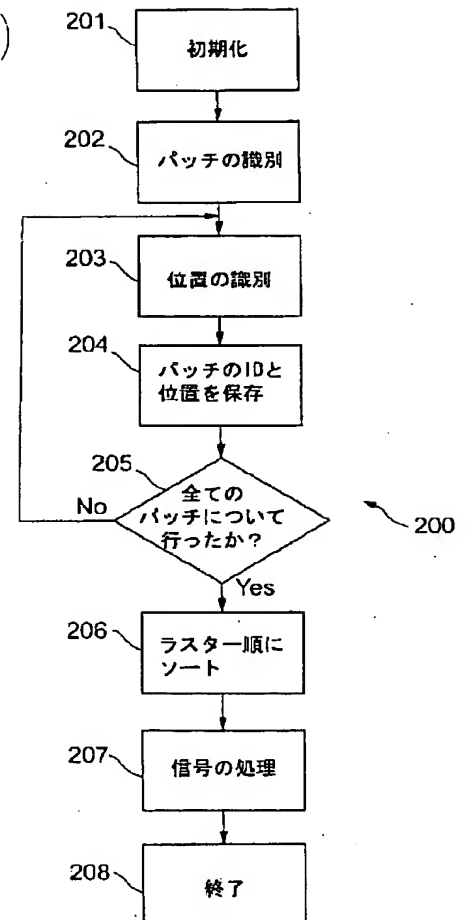 )
201
初期化
202
パッチの識別
203
位置の識別
204
パッチのIDと
位置を保存
205
全ての
パッチについて
行ったか?
No
200
Yes
206
ラスター順に
ソート
207
信号の処理
208
終了